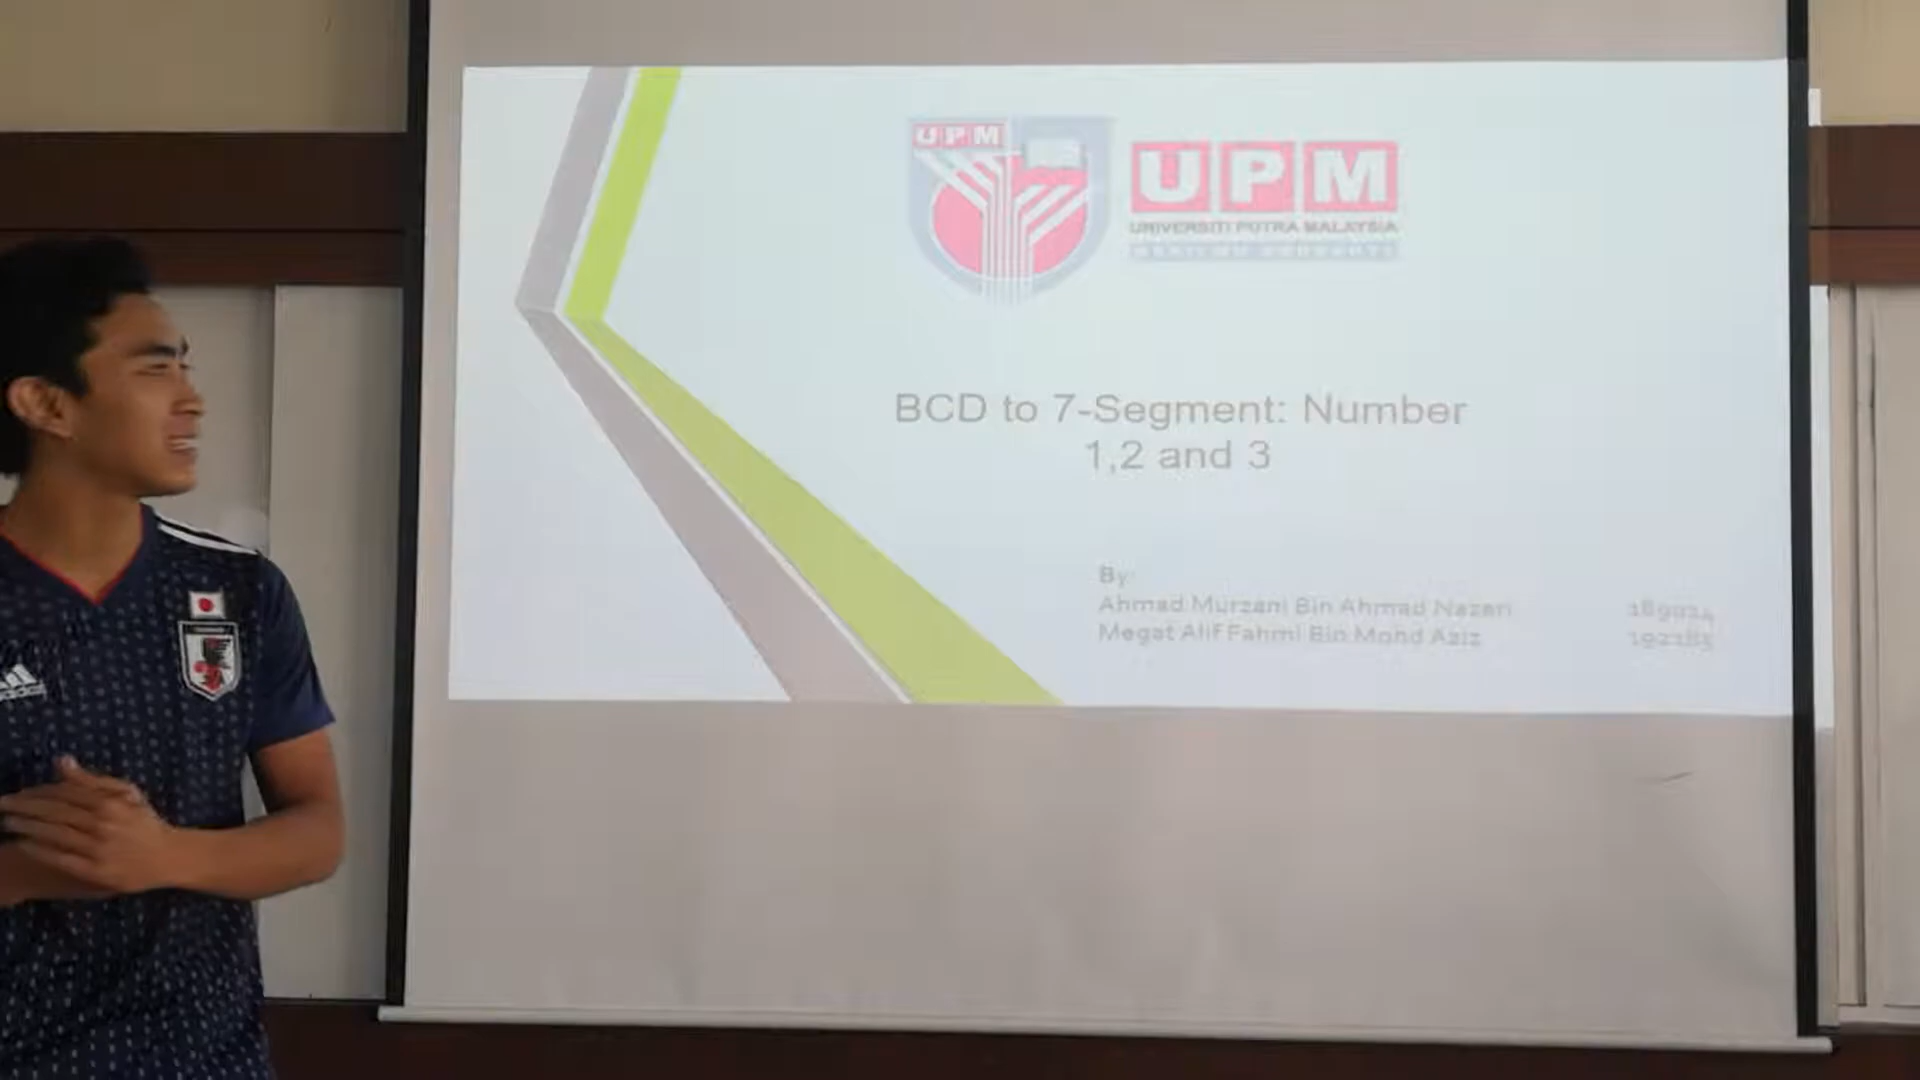 UPM
UPM
UNIVERSITI PUTRA MALAYSIA
BCD to 7-Segment: Number
1,2 and 3
By:
Ahmad Murzani Bin Ahmad Nazari
Megat Alif Fahmi Bin Mohd Aziz
adidas